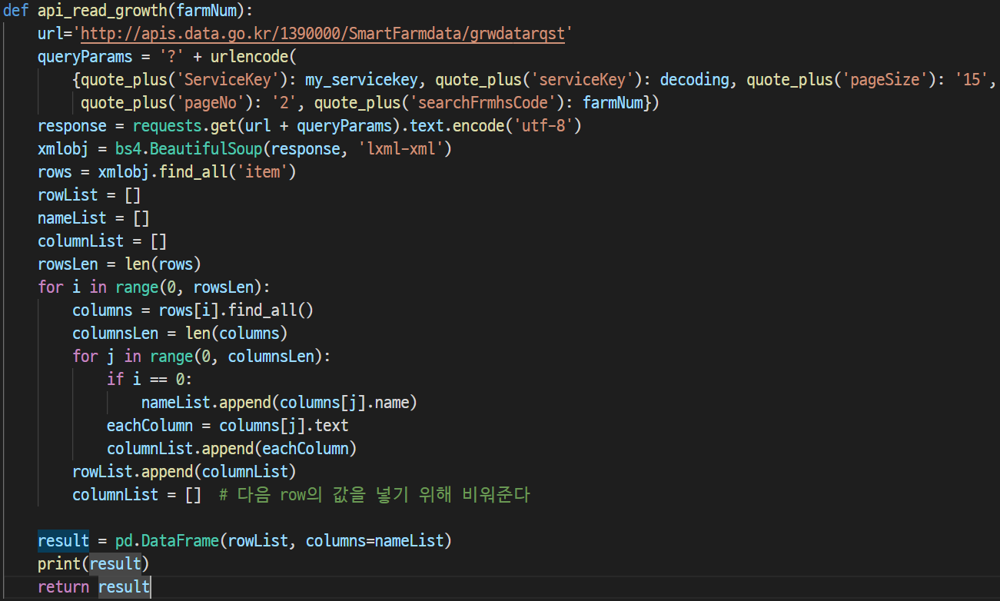 def api_read_growth(farmNum):
    url='http://apis.data.go.kr/1390000/SmartFarmdata/grwdatarqst'
    queryParams = '?' + urlencode(
        {quote_plus('ServiceKey'): my_servicekey, quote_plus('serviceKey'): decoding, quote_plus('pageSize'): '15',
         quote_plus('pageNo'): '2', quote_plus('searchFrmhsCode'): farmNum})
    response = requests.get(url + queryParams).text.encode('utf-8')
    xmlobj = bs4.BeautifulSoup(response, 'lxml-xml')
    rows = xmlobj.find_all('item')
    rowList = []
    nameList = []
    columnList = []
    rowsLen = len(rows)
    for i in range(0, rowsLen):
        columns = rows[i].find_all()
        columnsLen = len(columns)
        for j in range(0, columnsLen):
            if i == 0:
                nameList.append(columns[j].name)
            eachColumn = columns[j].text
            columnList.append(eachColumn)
        rowList.append(columnList)
        columnList = []  # 다음 row의 값을 넣기 위해 비워준다
    result = pd.DataFrame(rowList, columns=nameList)
    print(result)
    return result